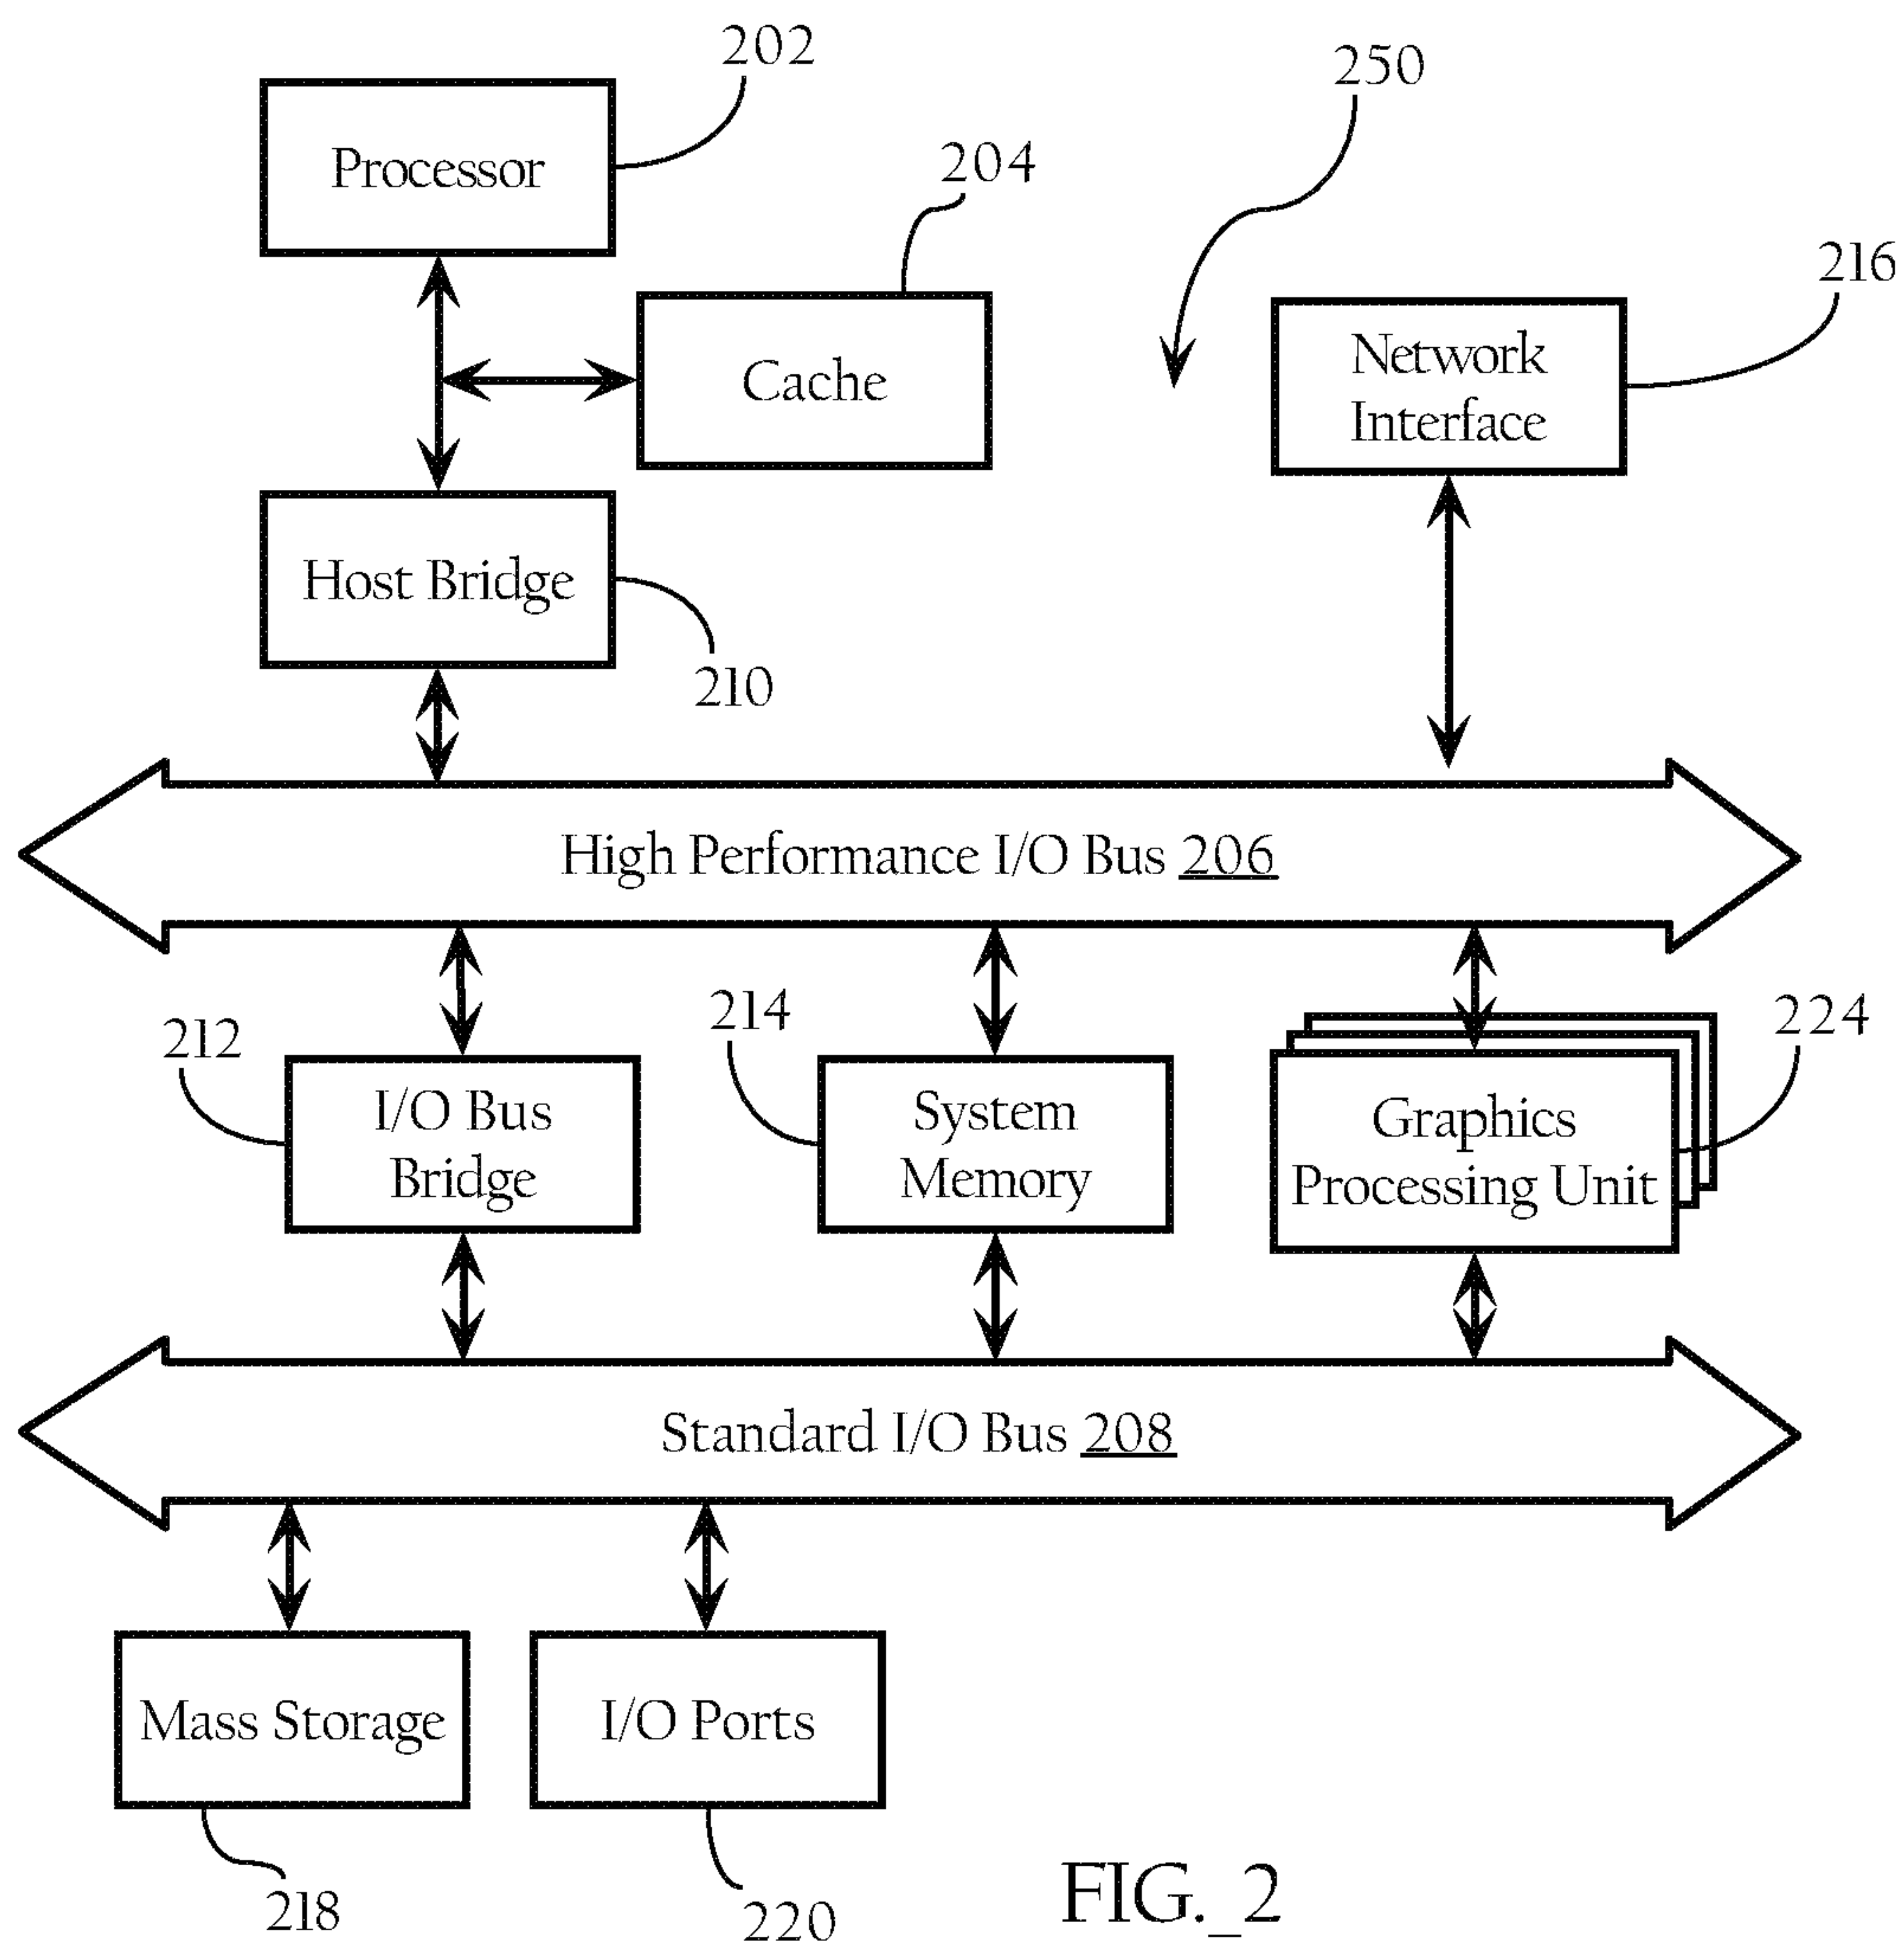 202
250
Processor
204
216
Network
Interface
Cache
Host Bridge
210
High Performance I/O Bus 206
214
224
212
I/O Bus
Bridge
System
Memory
Graphics
Processing Unit
Standard I/O Bus 208
Mass Storage
I/O Ports
218
220
FIG._2